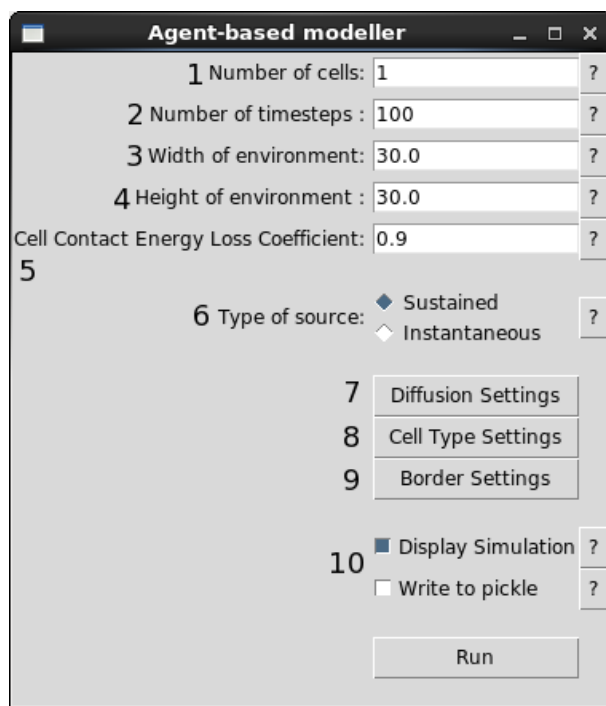 Agent-based modeller
1 Number of cells: 1 ?
2 Number of timesteps : 100 ?
3 Width of environment: 30.0 ?
4 Height of environment : 30.0 ?
Cell Contact Energy Loss Coefficient: 0.9 ?
5
6 Type of source: Sustained ?
Instantaneous
7 Diffusion Settings
8 Cell Type Settings
9 Border Settings
10 Display Simulation ?
Write to pickle ?
Run